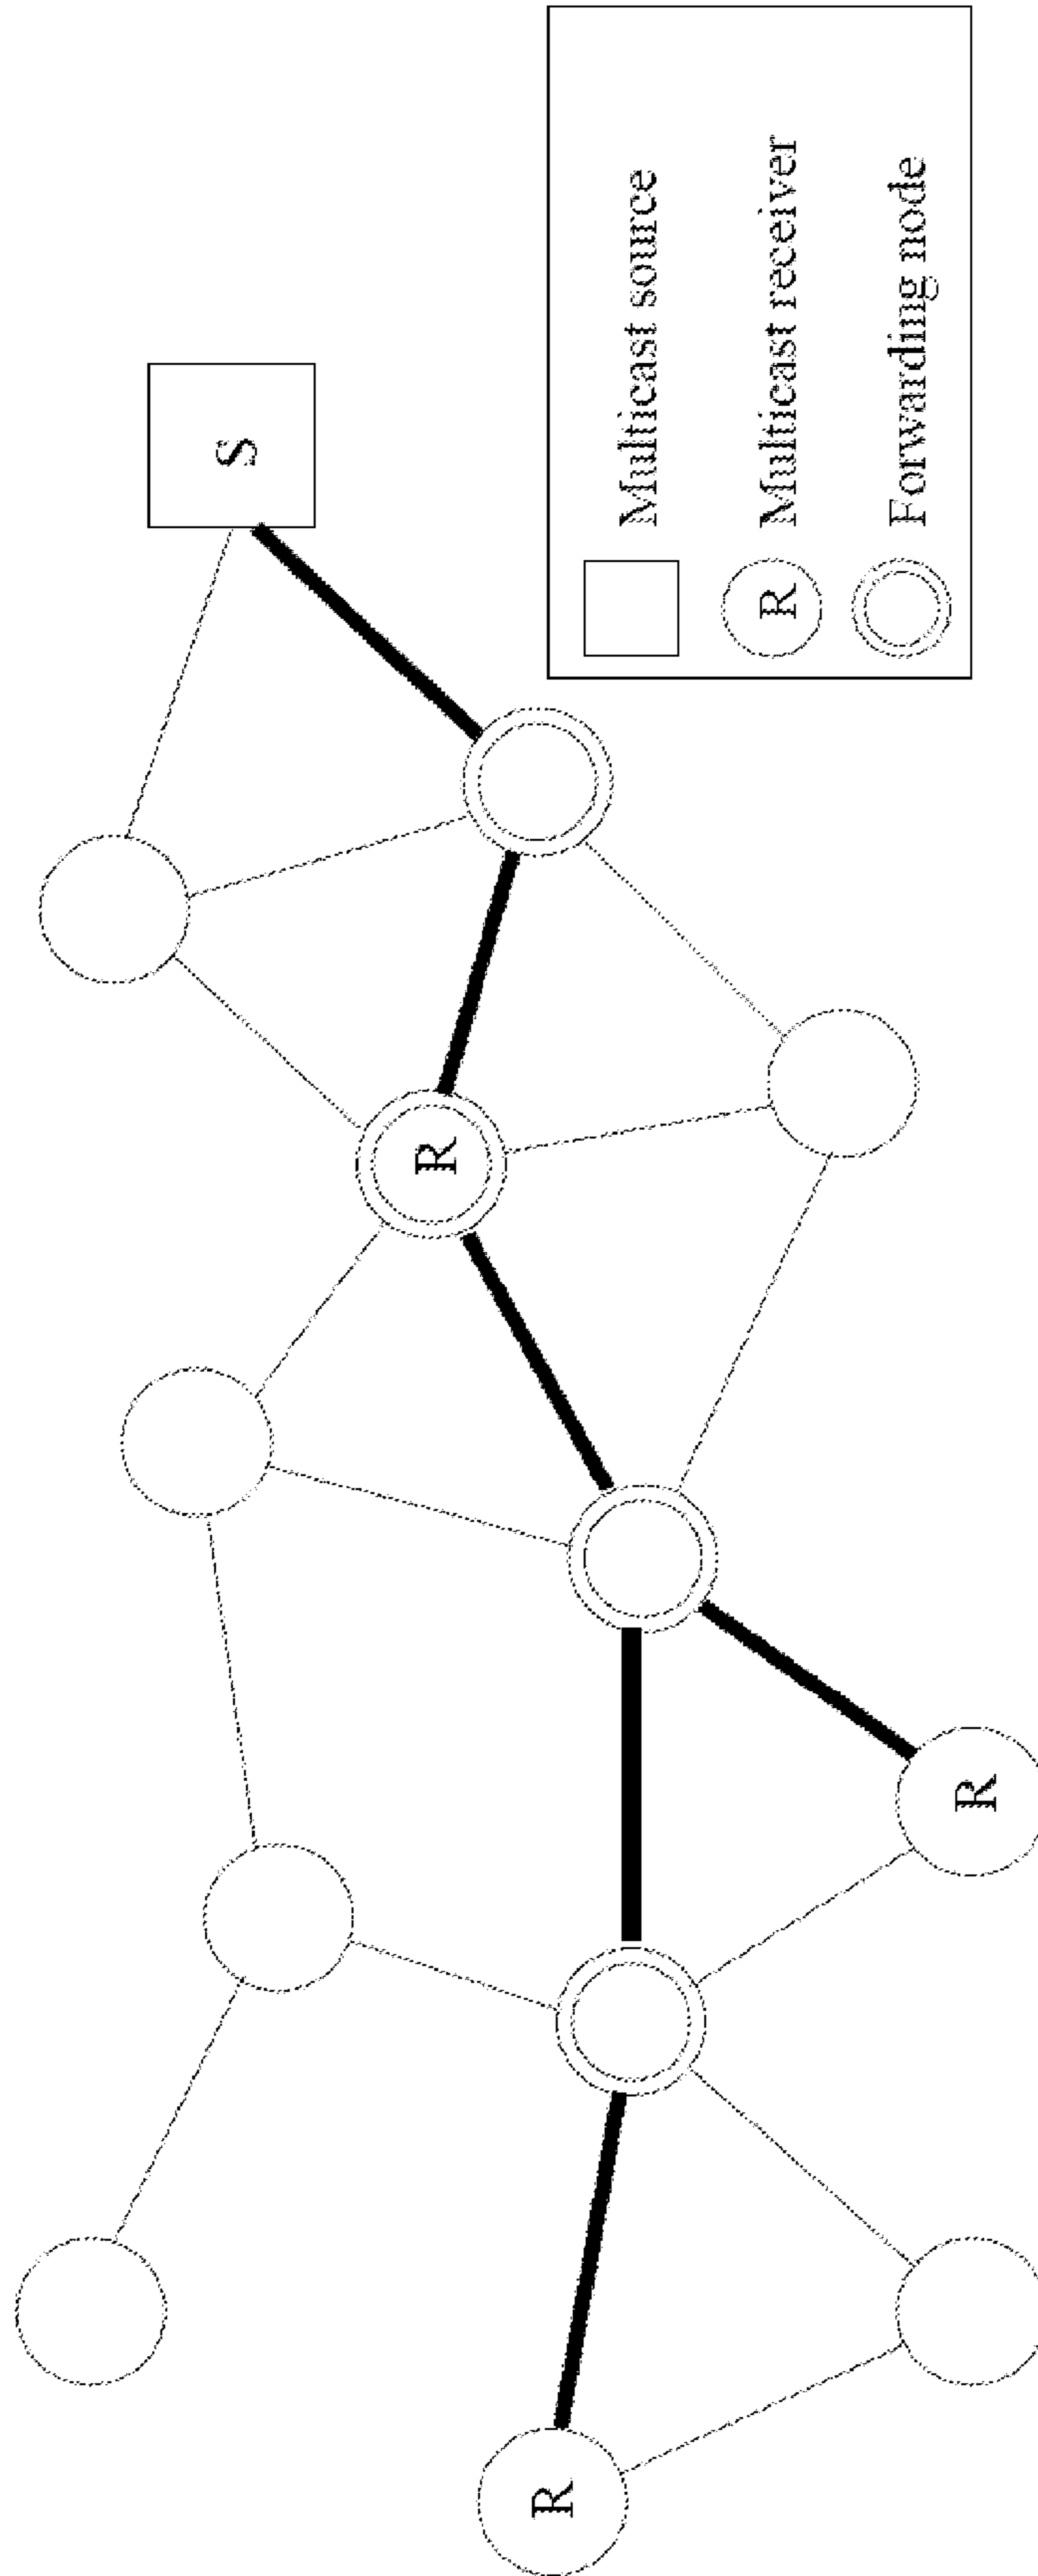 S
R
R
R
Multicast source
R Multicast receiver
Forwarding node